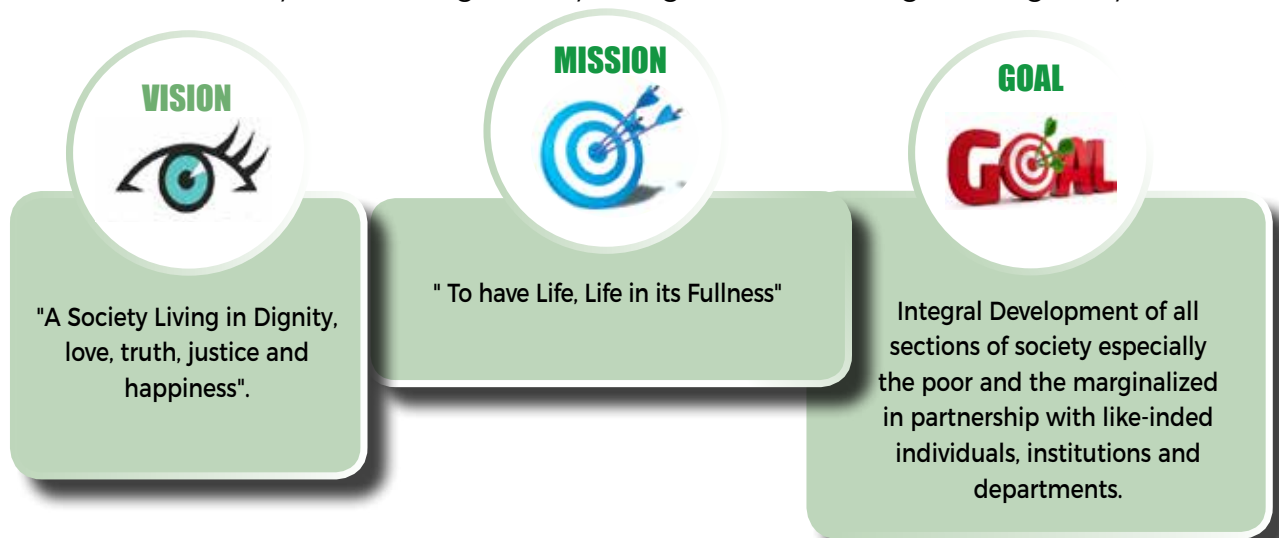 VISION
"A Society Living in Dignity,
love, truth, justice and
happiness".
MISSION
" To have Life, Life in its Fullness"
GOAL
GOAL
Integral Development of all
sections of society especially
the poor and the marginalized
in partnership with like-inded
individuals, institutions and
departments.